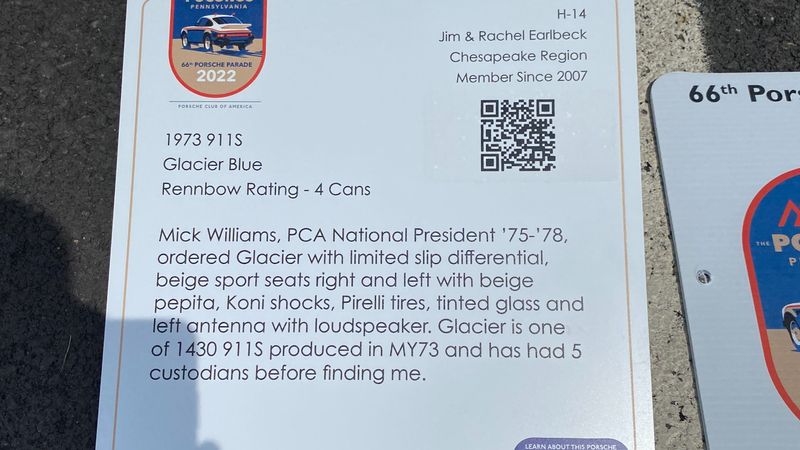 PENNSYLVANIA
66TH PORSCHE PARADE
2022
PORSCHE CLUB OF AMERICA
H-14
Jim & Rachel Earlbeck
Chesapeake Region
Member Since 2007
1973 911S
Glacier Blue
Rennbow Rating - 4 Cans
Mick Williams, PCA National President '75-'78,
ordered Glacier with limited slip differential,
beige sport seats right and left with beige
pepita, Koni shocks, Pirelli tires, tinted glass and
left antenna with loudspeaker. Glacier is one
of 1430 911S produced in MY73 and has had 5
custodians before finding me.
LEARN ABOUT THIS PORSCHE
66th Pors
THE PO
P